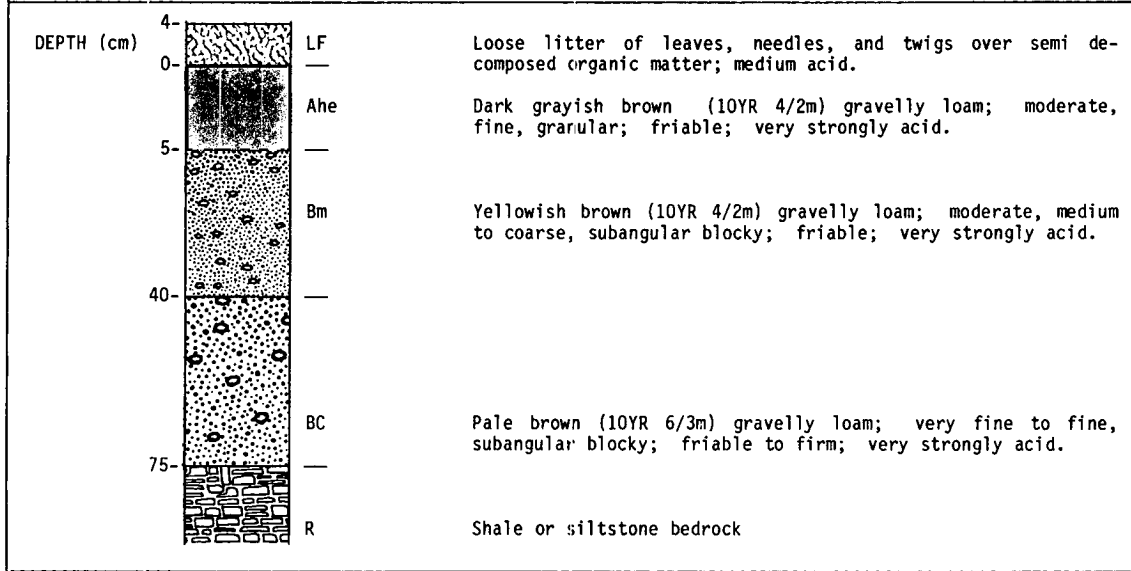 4-
DEPTH (cm) LF Loose litter of leaves, needles, and twigs over semi de-
composed organic matter; medium acid.
0-
Ahe Dark grayish brown (10YR 4/2m) gravelly loam; moderate,
fine, granular; friable; very strongly acid.
5-
Bm Yellowish brown (10YR 4/2m) gravelly loam; moderate, medium
to coarse, subangular blocky; friable; very strongly acid.
40-
BC Pale brown (10YR 6/3m) gravelly loam; very fine to fine,
subangular blocky; friable to firm; very strongly acid.
75-
R Shale or siltstone bedrock